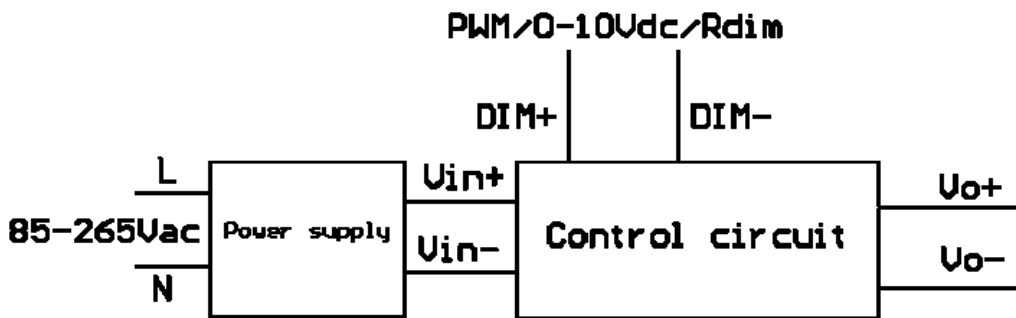 PWM/0-10Vdc/Rdim
DIM+
DIM-
L
Vin+
Vo+
85-265Vac
Power supply
Control circuit
Vin-
Vo-
N